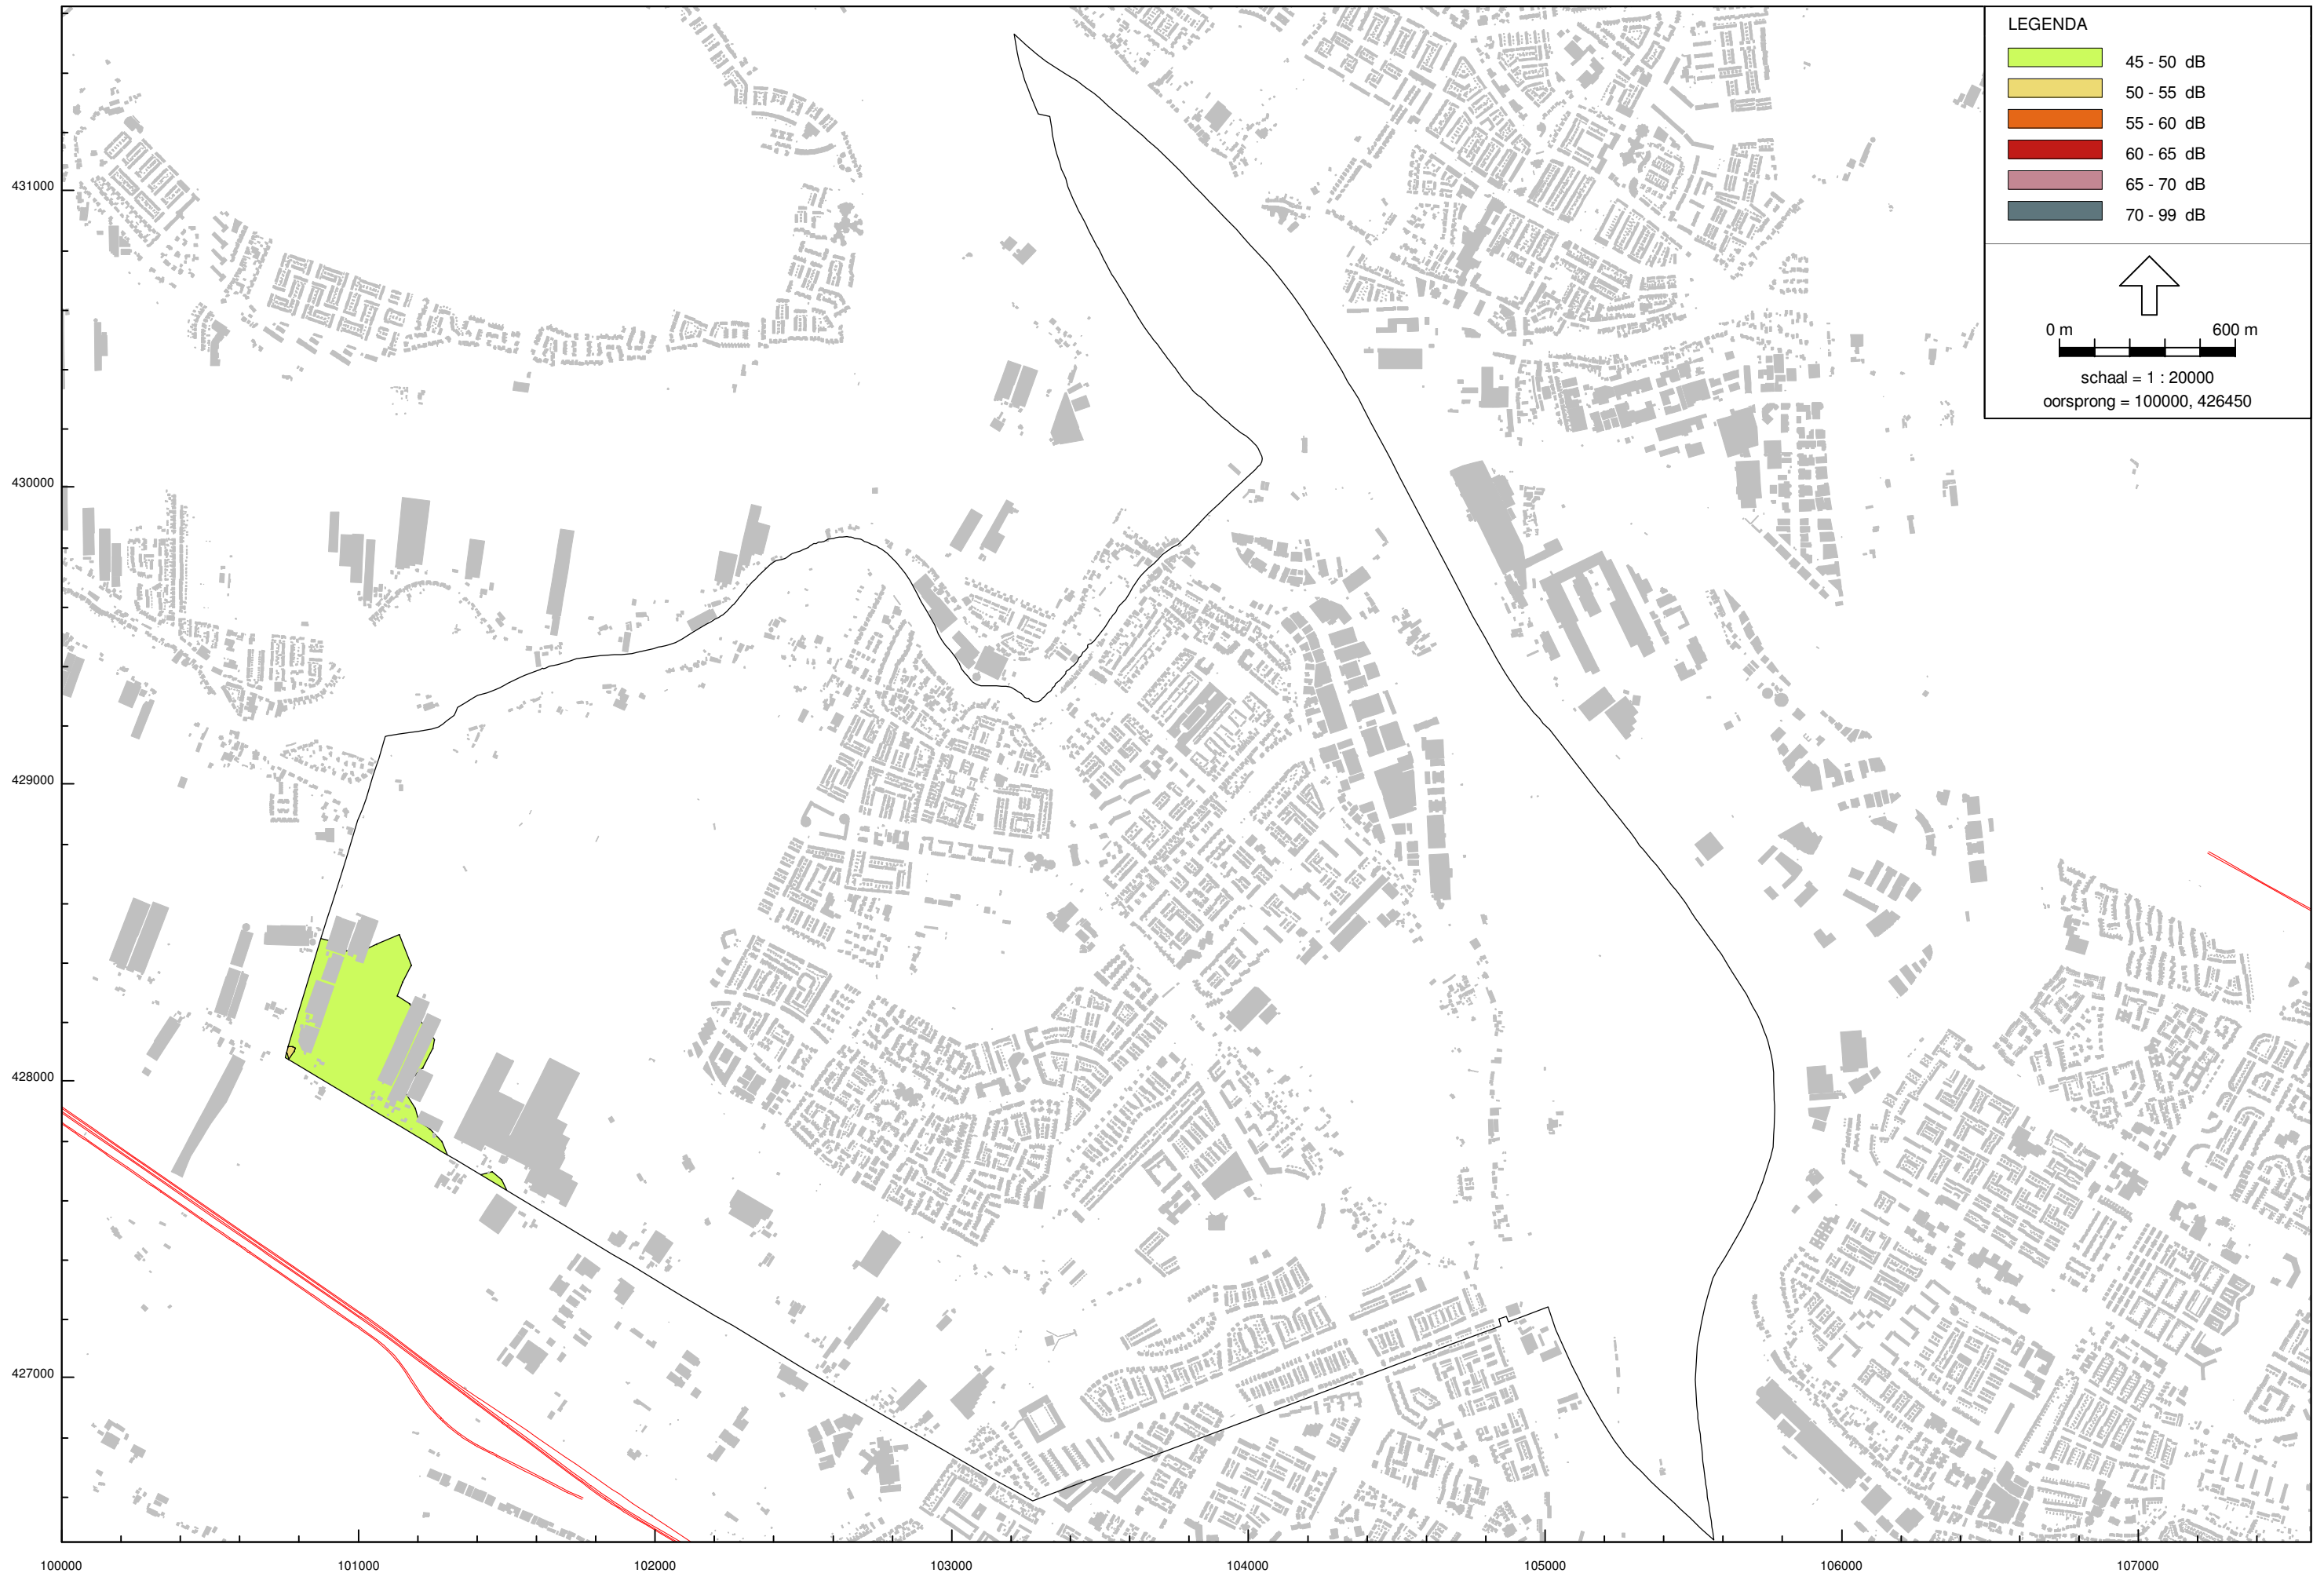 LEGENDA
45 - 50 dB
50 - 55 dB
55 - 60 dB
60 - 65 dB
65 - 70 dB
70 - 99 dB
0 m 600 m
schaal = 1 : 20000
oorsprong = 100000, 426450
431000
430000
429000
428000
427000
100000 101000 102000 103000 104000 105000 106000 107000